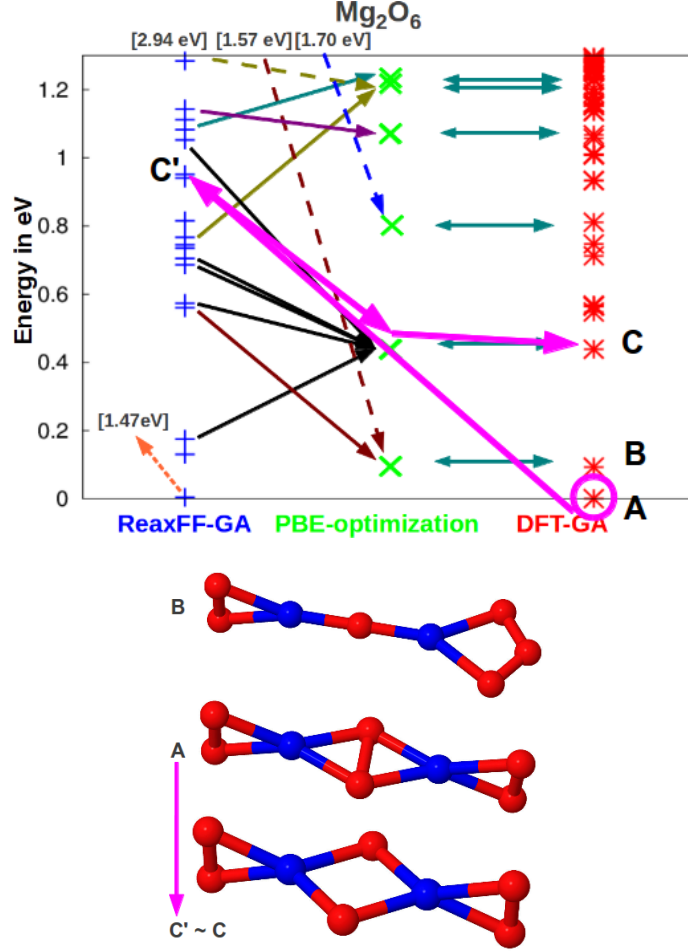 Mg₂O₆
[2.94 eV] [1.57 eV] [1.70 eV]
1.2
1
C'
0.8
Energy in eV
0.6
0.4
C
[1.47eV]
0.2
B
0
A
ReaxFF-GA PBE-optimization DFT-GA
B
A
C' ~ C